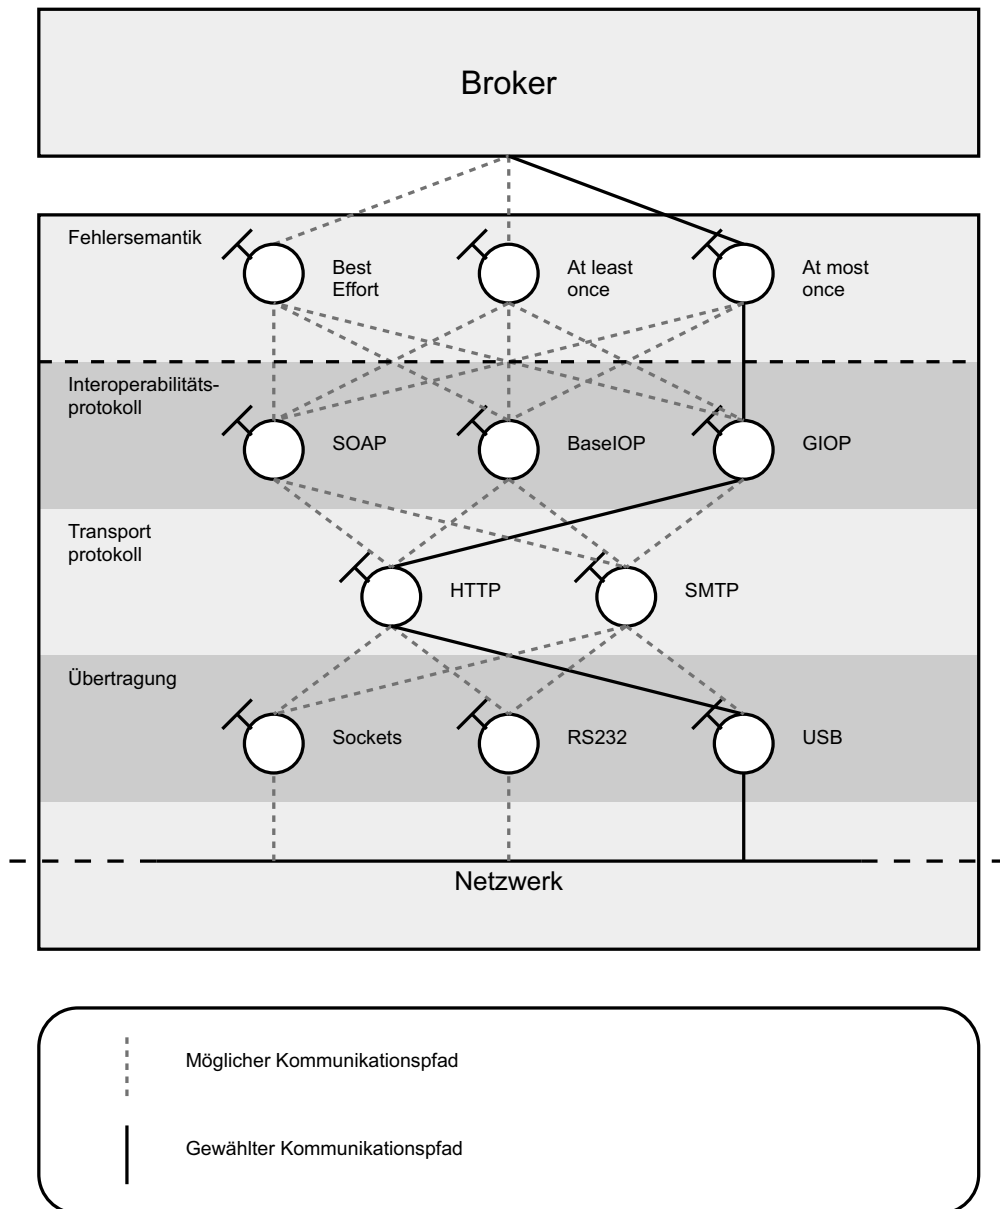 Broker
Fehlersemantik
Best
Effort
At least
once
At most
once
Interoperabilitäts-
protokoll
SOAP
BaseIOP
GIOP
Transport
protokoll
HTTP
SMTP
Übertragung
Sockets
RS232
USB
Netzwerk
Möglicher Kommunikationspfad
Gewählter Kommunikationspfad